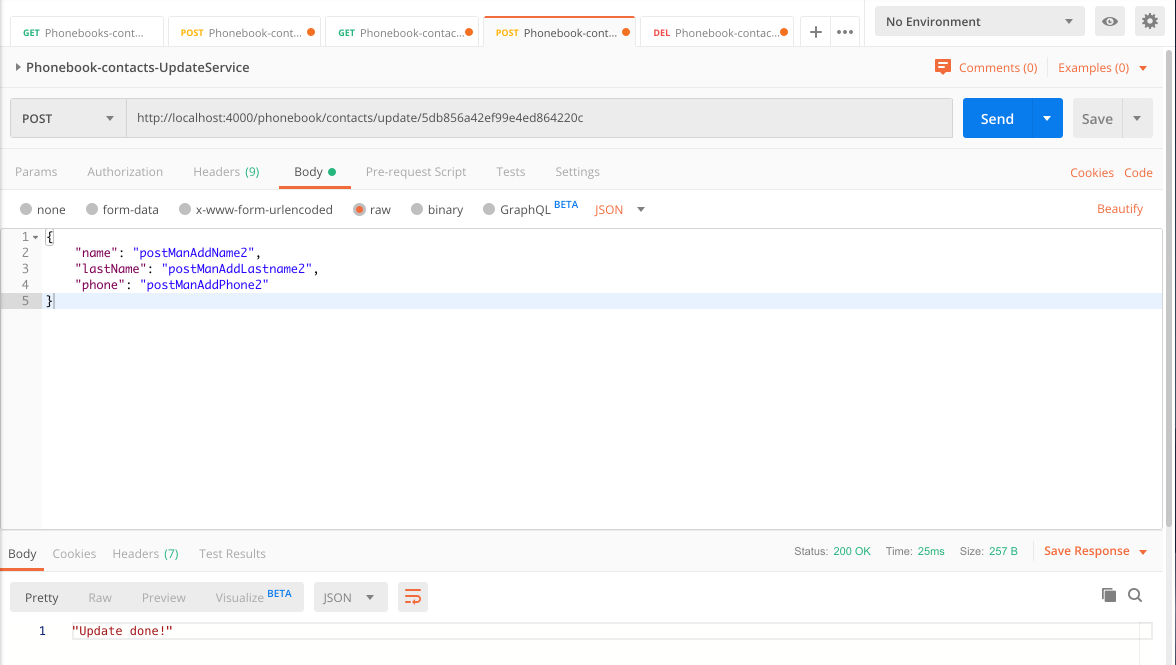 GET Phonebooks-cont... POST Phonebook-cont... GET Phonebook-contac... POST Phonebook-cont... DEL Phonebook-contac... + ••• No Environment
Phonebook-contacts-UpdateService Comments (0) Examples (0)
POST http://localhost:4000/phonebook/contacts/update/5db856a42ef99e4ed864220c Send Save
Params Authorization Headers (9) Body Pre-request Script Tests Settings Cookies Code
none form-data x-www-form-urlencoded raw binary GraphQL BETA JSON Beautify
1 {
2 "name": "postManAddName2",
3 "lastName": "postManAddLastname2",
4 "phone": "postManAddPhone2"
5 }
Body Cookies Headers (7) Test Results Status: 200 OK Time: 25ms Size: 257 B Save Response
Pretty Raw Preview Visualize BETA JSON
1 "Update done!"